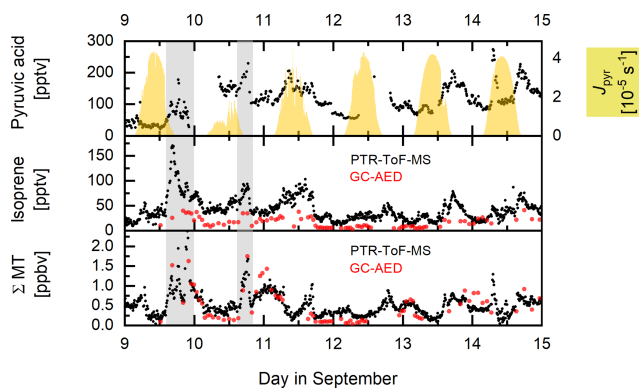 9 10 11 12 13 14 15
300
200
100
0
Pyruvic acid
[pptv]
4
2
0
J_pyr
[10⁻⁵ s⁻¹]
150
100
50
0
Isoprene
[pptv]
PTR-ToF-MS
GC-AED
2.0
1.5
1.0
0.5
0.0
Σ MT
[ppbv]
PTR-ToF-MS
GC-AED
9 10 11 12 13 14 15
Day in September